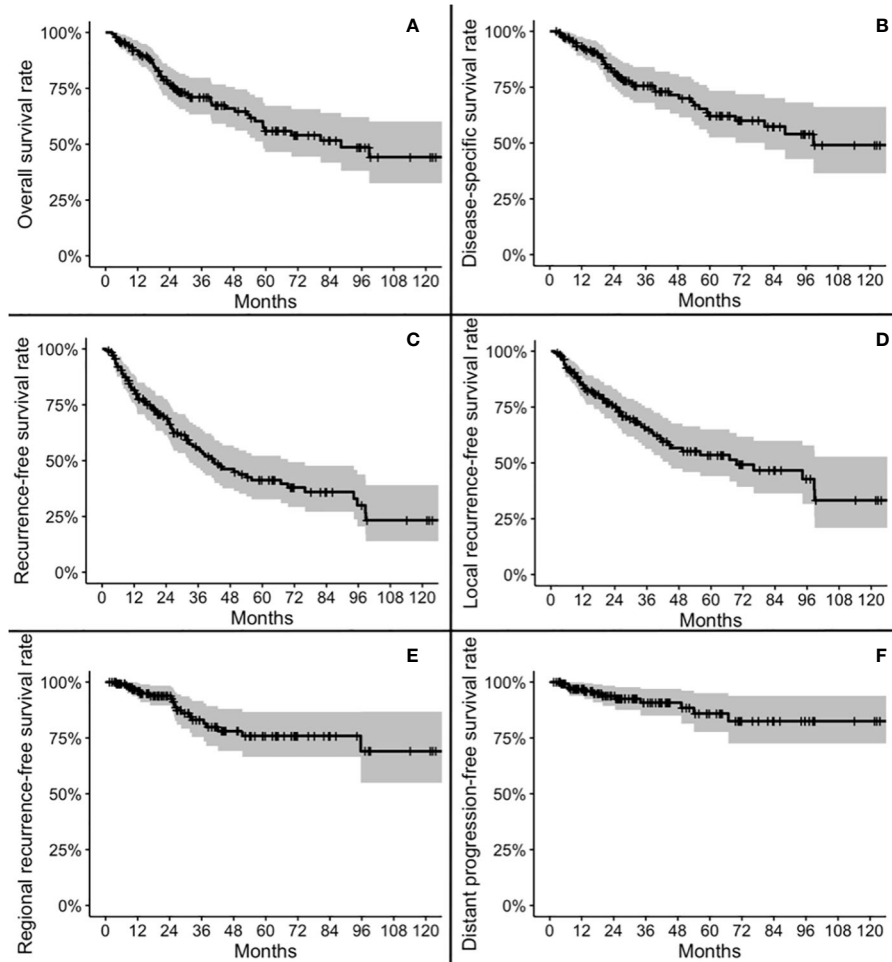 A
Overall survival rate
100%
75%
50%
25%
0%
0 12 24 36 48 60 72 84 96 108 120
Months
B
Disease-specific survival rate
100%
75%
50%
25%
0%
0 12 24 36 48 60 72 84 96 108 120
Months
C
Recurrence-free survival rate
100%
75%
50%
25%
0%
0 12 24 36 48 60 72 84 96 108 120
Months
D
Local recurrence-free survival rate
100%
75%
50%
25%
0%
0 12 24 36 48 60 72 84 96 108 120
Months
E
Regional recurrence-free survival rate
100%
75%
50%
25%
0%
0 12 24 36 48 60 72 84 96 108 120
Months
F
Distant progression-free survival rate
100%
75%
50%
25%
0%
0 12 24 36 48 60 72 84 96 108 120
Months